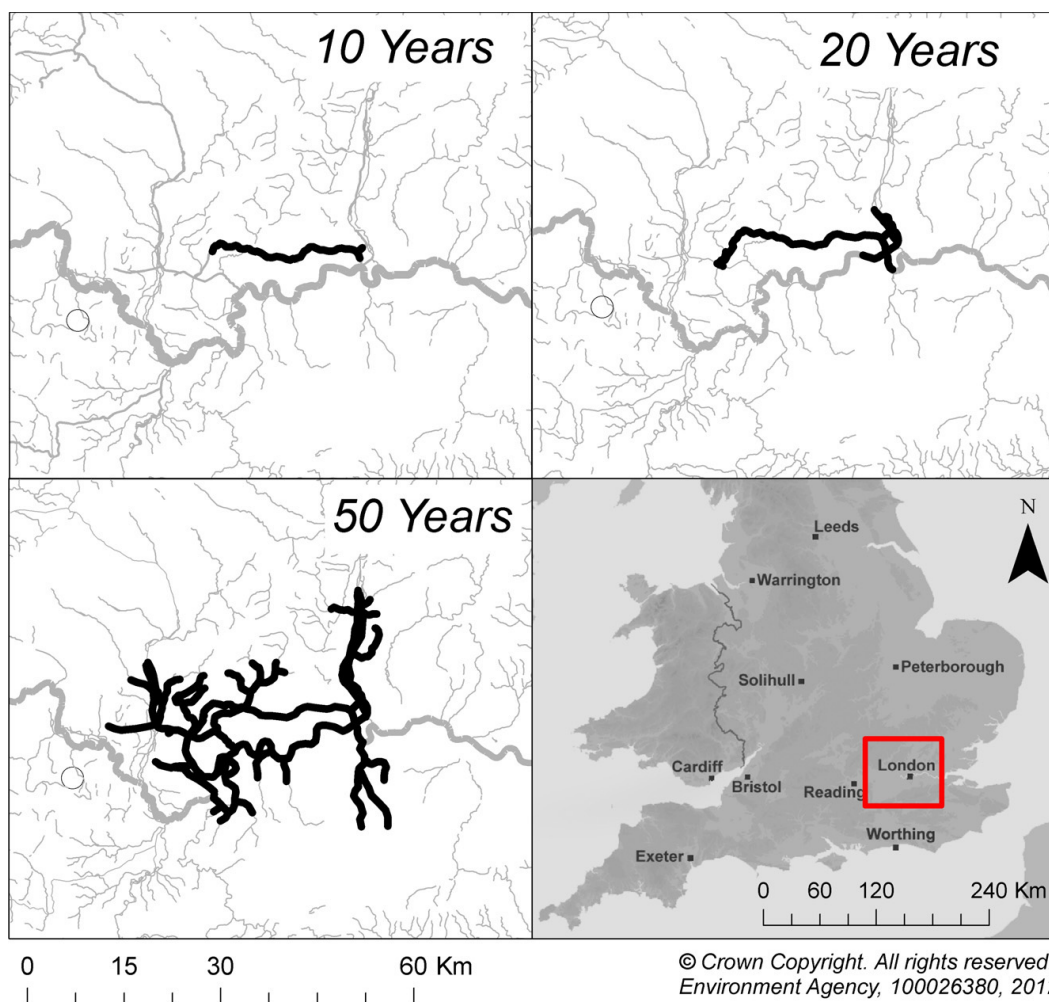 10 Years
20 Years
50 Years
N
Leeds
Warrington
Peterborough
Solihull
Cardiff
Bristol
London
Reading
Worthing
Exeter
0 60 120 240 Km
0 15 30 60 Km
© Crown Copyright. All rights reserved
Environment Agency, 100026380, 201